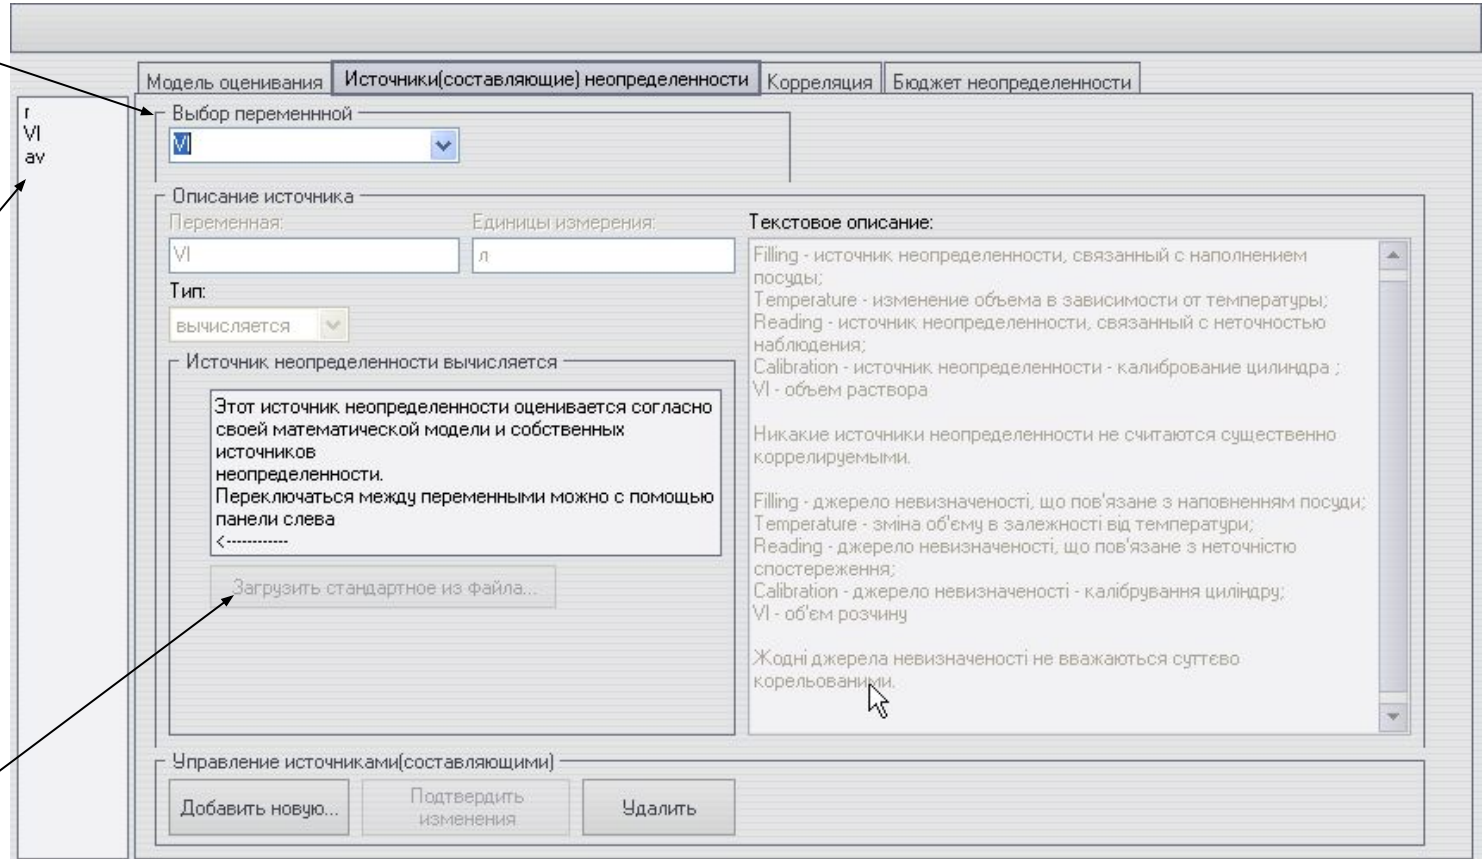 Модель оценивания
Источники(составляющие) неопределенности
Корреляция
Бюджет неопределенности
r
Vl
av
Выбор переменнной
Vl
Описание источника
Переменная:
Единицы измерения:
Vl
л
Тип:
вычисляется
Источник неопределенности вычисляется
Этот источник неопределенности оценивается согласно
своей математической модели и собственных
источников
неопределенности.
Переключаться между переменными можно с помощью
панели слева
<------------
Загрузить стандартное из файла...
Текстовое описание:
Filling - источник неопределенности, связанный с наполнением
посуды;
Temperature - изменение объема в зависимости от температуры;
Reading - источник неопределенности, связанный с неточностью
наблюдения;
Calibration - источник неопределенности - калибрование цилиндра ;
Vl - объем раствора
Никакие источники неопределенности не считаются существенно
коррелируемыми.
Filling - джерело невизначеності, що пов'язане з наповненням посуди;
Temperature - зміна об'єму в залежності від температури;
Reading - джерело невизначеності, що пов'язане з неточністю
спостереження;
Calibration - джерело невизначеності - калібрування циліндру;
Vl - об'єм розчину
Жодні джерела невизначеності не вважаються суттєво
корельованими.
Управление источниками(составляющими)
Добавить новую...
Подтвердить
изменения
Удалить